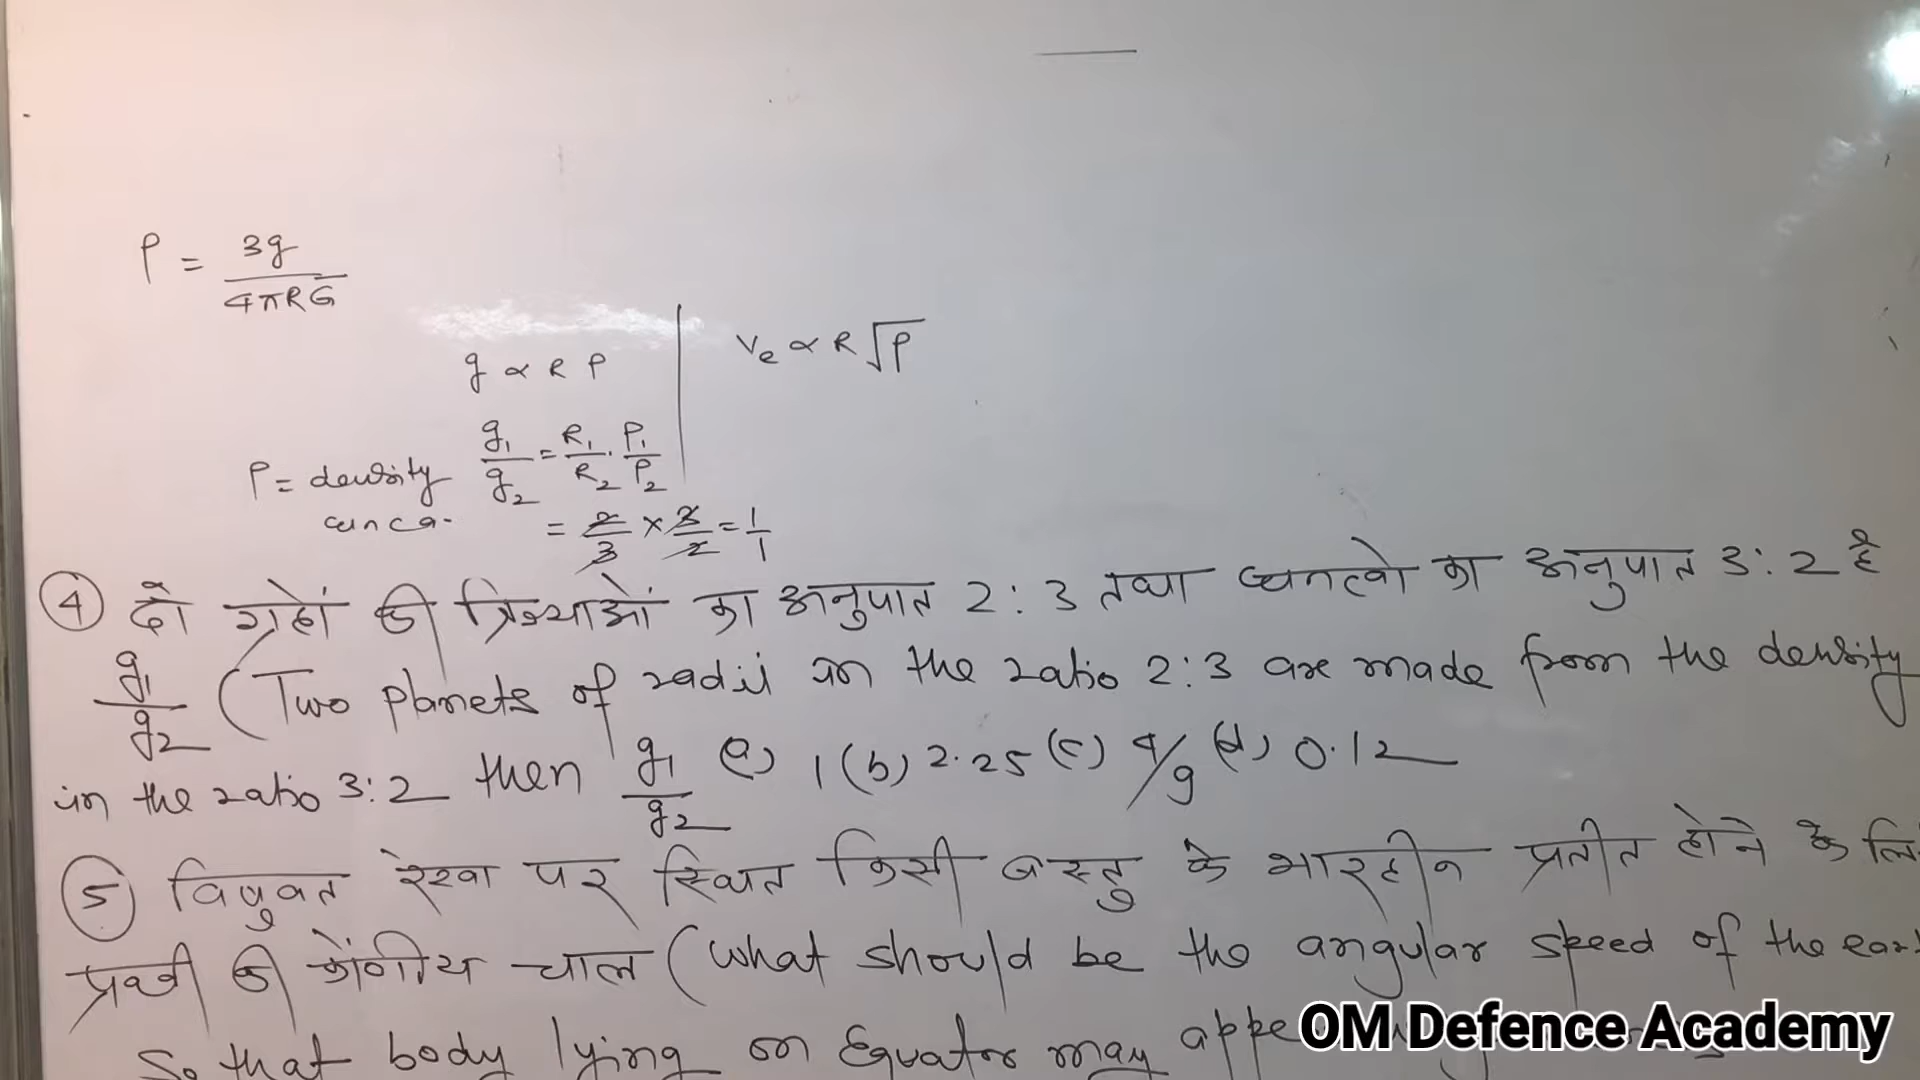 ρ = 3g / 4πRG
g ∝ R ρ
Ve ∝ R √ρ
g1/g2 = R1/R2 . ρ1/ρ2
ρ = density
= 2/3 × 3/2 = 1/1
④ दो ग्रहों की त्रिज्याओं का अनुपात 2 : 3 तथा घनत्वो का अनुपात 3 : 2 है
g1/g2 (Two planets of radii in the ratio 2 : 3 are made from the density
in the ratio 3 : 2 then g1/g2 (a) 1 (b) 2.25 (c) 4/9 (d) 0.12
⑤ विषुवत रेखा पर स्थित किसी वस्तु के भारहीन प्रतीत होने के
की कोंणीय चाल (what should be the angular speed of the
So that body lying on Equator may
OM Defence Academy